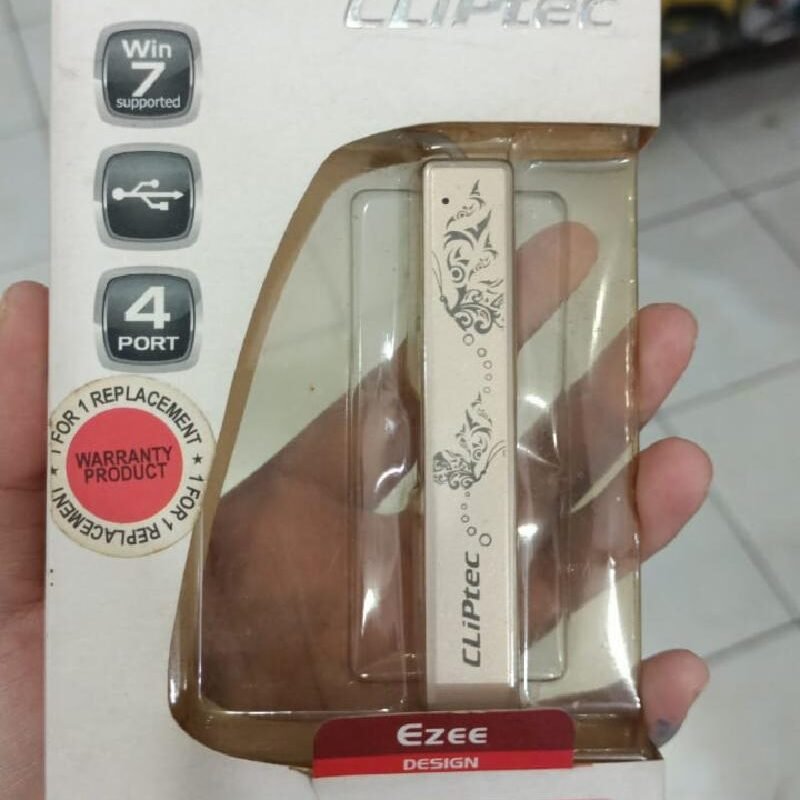 CLiPtec
Win
7
supported
4
PORT
1 FOR 1 REPLACEMENT ★ 1 FOR 1 REPLACEMENT ★
WARRANTY
PRODUCT
CLiPtec
EZEE
DESIGN